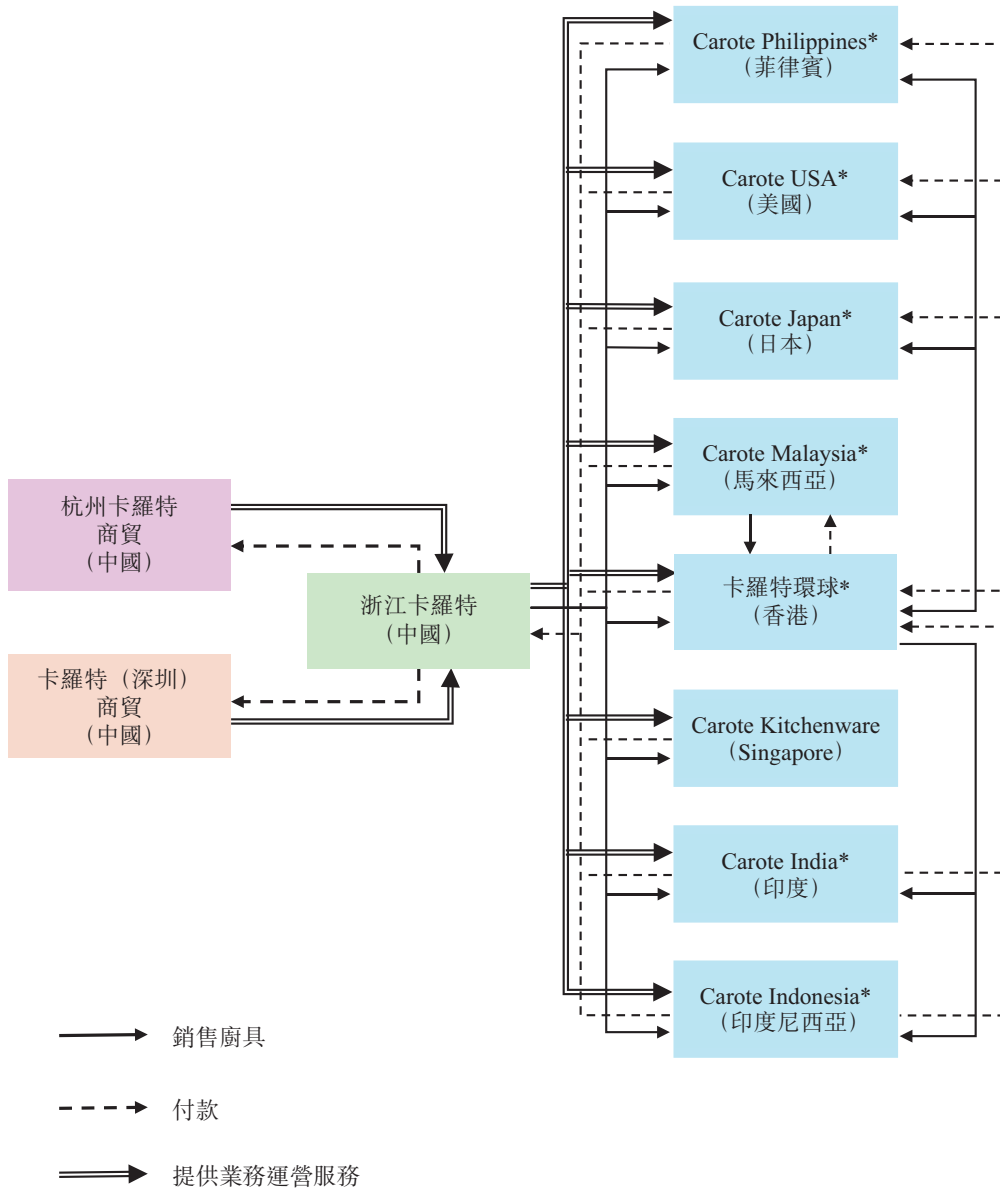 Carote Philippines*
（菲律賓）
Carote USA*
（美國）
Carote Japan*
（日本）
Carote Malaysia*
（馬來西亞）
杭州卡羅特
商貿
（中國）
浙江卡羅特
（中國）
卡羅特環球*
（香港）
卡羅特（深圳）
商貿
（中國）
Carote Kitchenware
（Singapore）
Carote India*
（印度）
Carote Indonesia*
（印度尼西亞）
銷售廚具
付款
提供業務運營服務